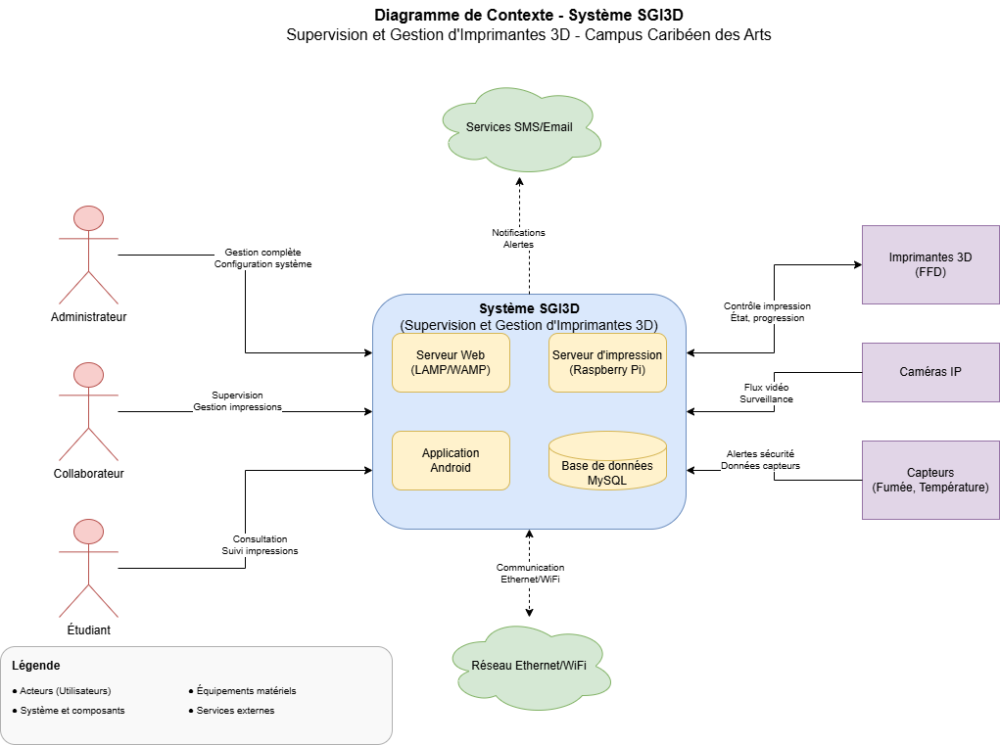 Diagramme de Contexte - Système SGI3D
Supervision et Gestion d'Imprimantes 3D - Campus Caribéen des Arts
Services SMS/Email
Notifications
Alertes
Administrateur
Gestion complète
Configuration système
Collaborateur
Supervision
Gestion impressions
Étudiant
Consultation
Suivi impressions
Système SGI3D
(Supervision et Gestion d'Imprimantes 3D)
Serveur Web
(LAMP/WAMP)
Serveur d'impression
(Raspberry Pi)
Application
Android
Base de données
MySQL
Imprimantes 3D
(FFD)
Contrôle impression
État, progression
Caméras IP
Flux vidéo
Surveillance
Capteurs
(Fumée, Température)
Alertes sécurité
Données capteurs
Communication
Ethernet/WiFi
Réseau Ethernet/WiFi
Légende
● Acteurs (Utilisateurs)
● Équipements matériels
● Système et composants
● Services externes